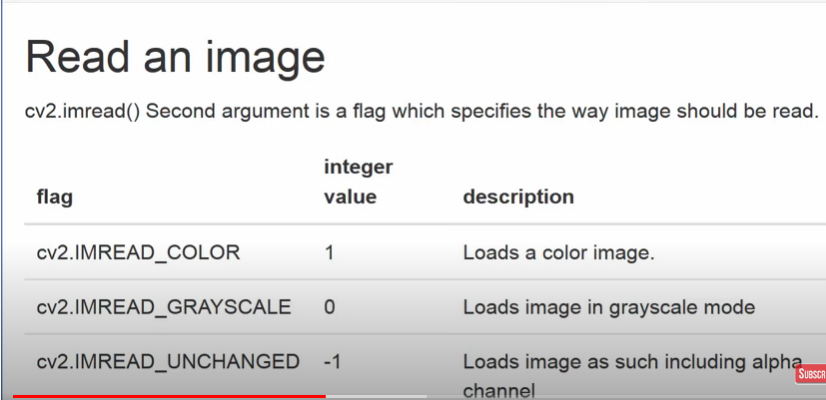 Read an image
cv2.imread() Second argument is a flag which specifies the way image should be read.
flag integer value description
cv2.IMREAD_COLOR 1 Loads a color image.
cv2.IMREAD_GRAYSCALE 0 Loads image in grayscale mode
cv2.IMREAD_UNCHANGED -1 Loads image as such including alpha
channel